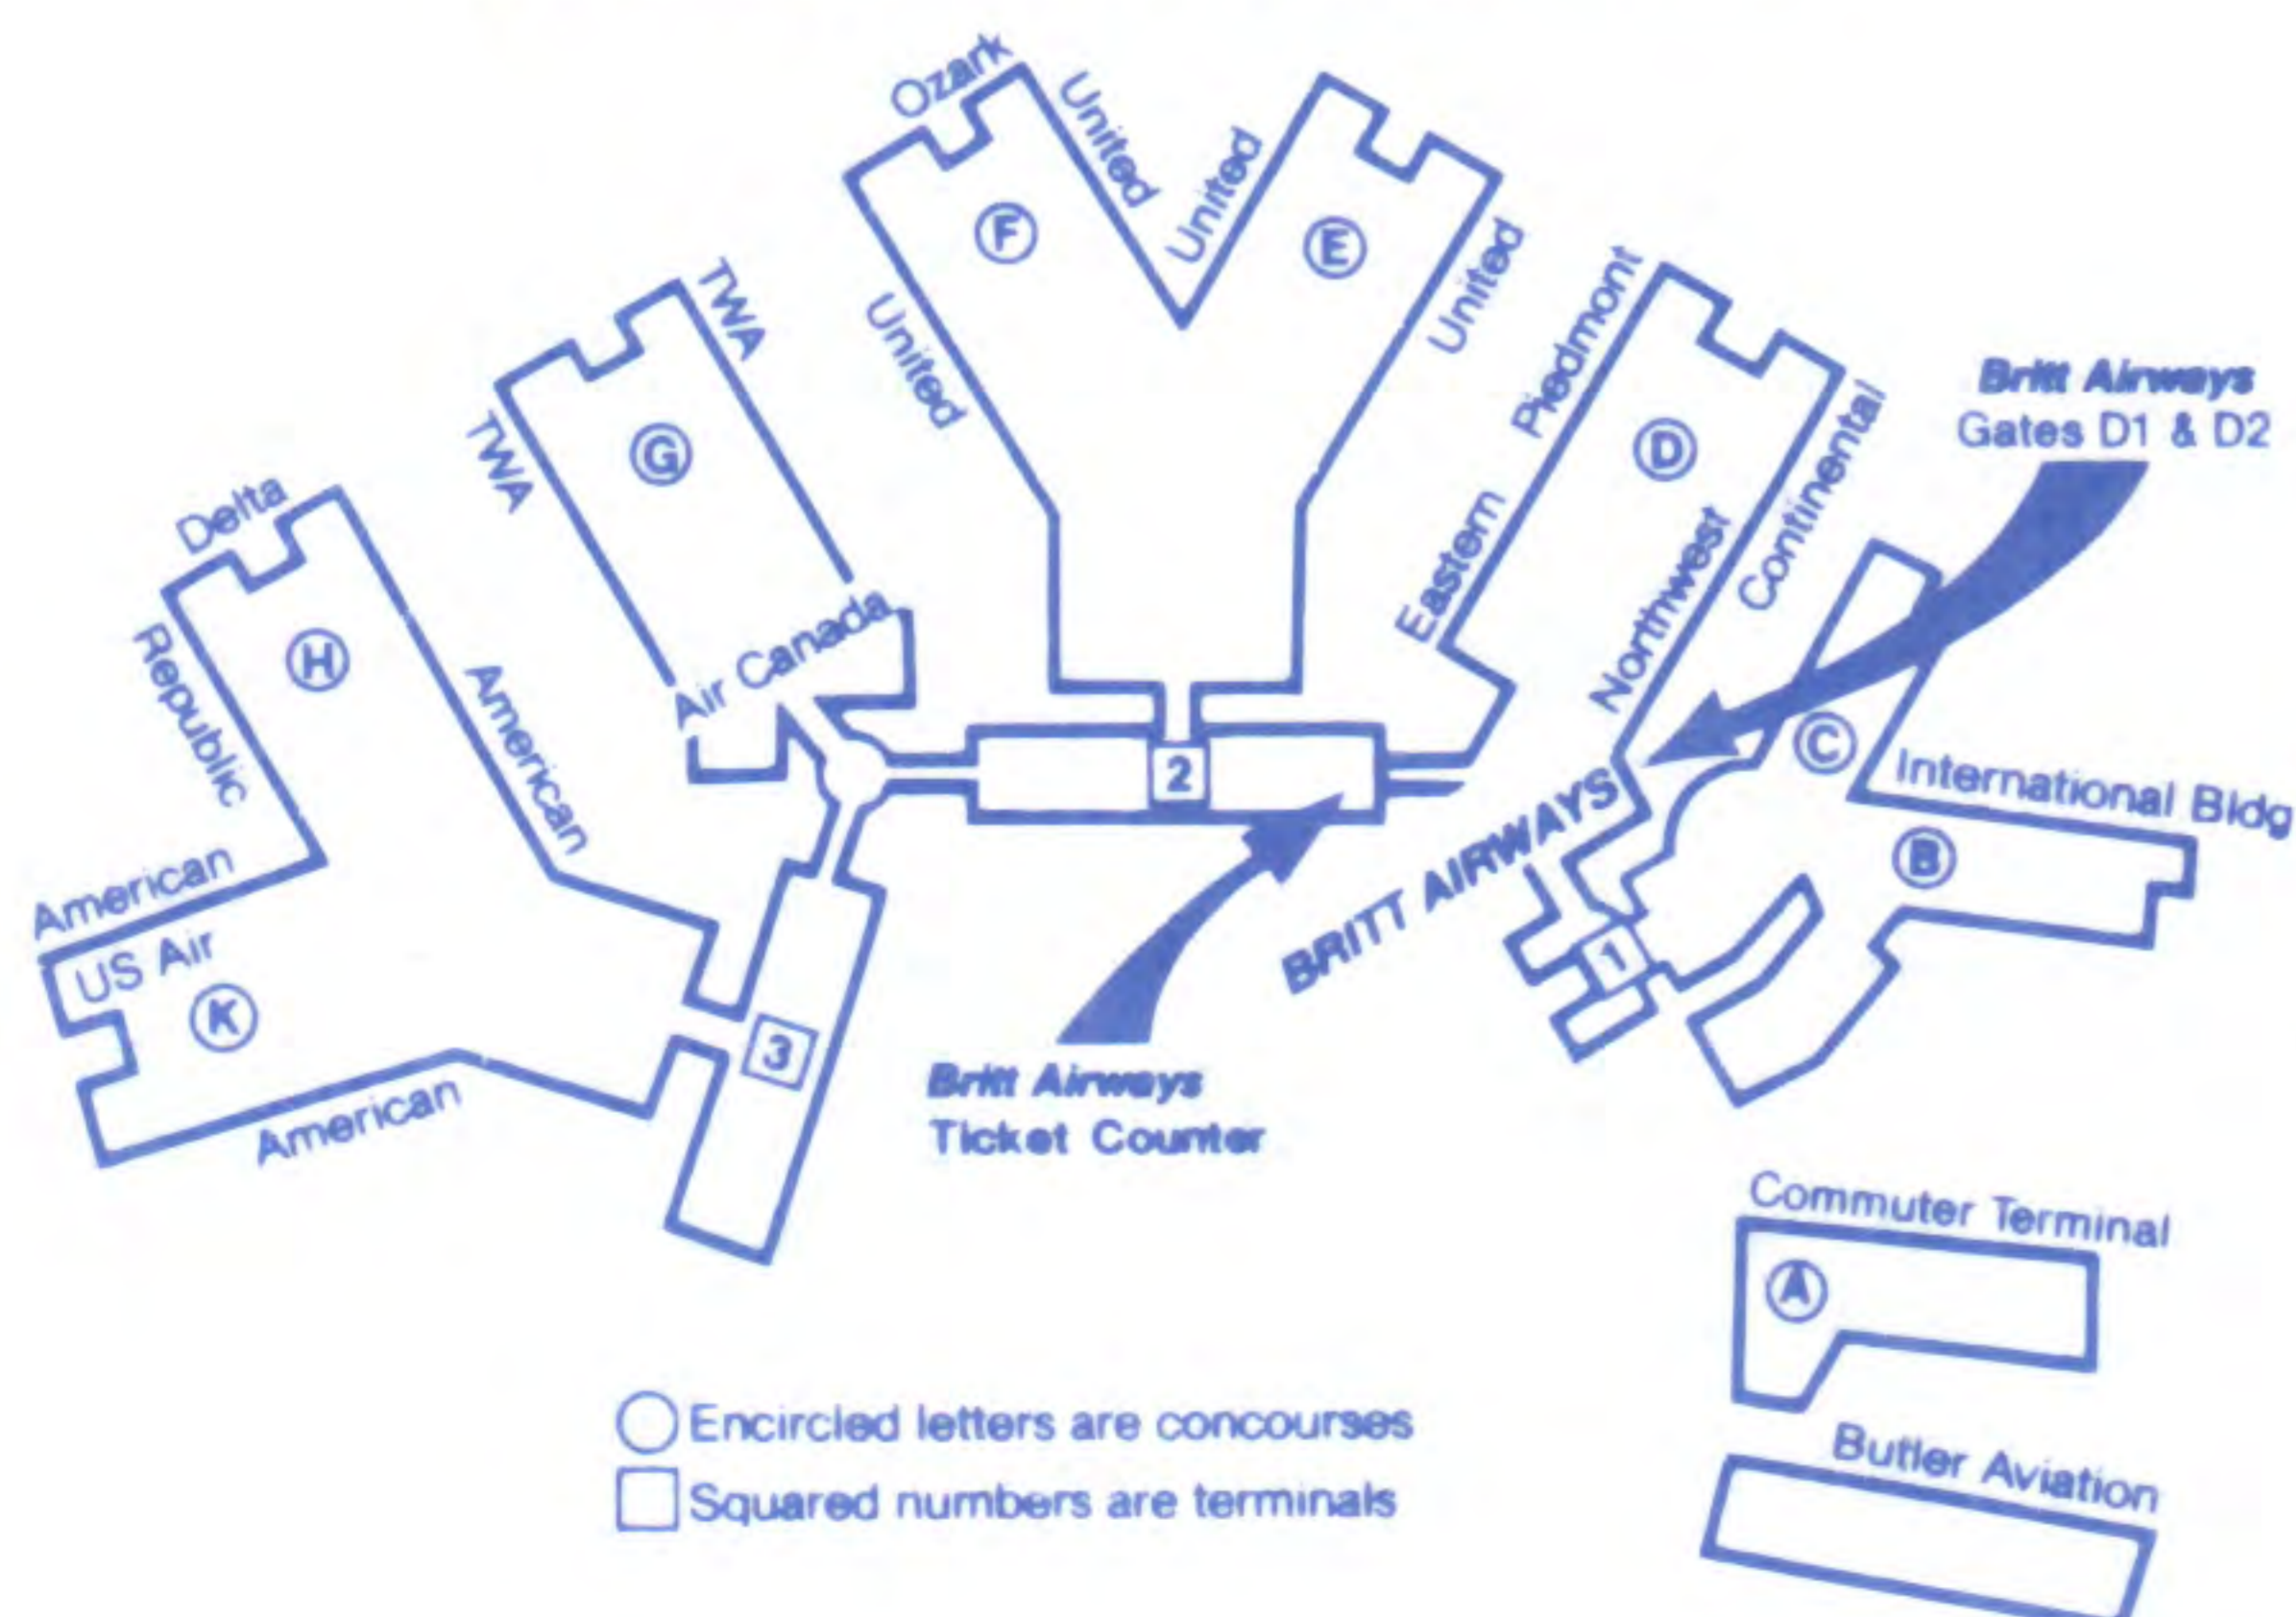 Ozark
United
United
F
E
United
United
TWA
TWA
G
Piedmont
Eastern
D
Continental
Northwest
Britt Airways
Gates D1 & D2
Delta
H
Republic
American
Air Canada
2
C
International Bldg
B
BRITT AIRWAYS
1
American
US Air
K
American
3
Britt Airways
Ticket Counter
Commuter Terminal
A
Butler Aviation
Encircled letters are concourses
Squared numbers are terminals